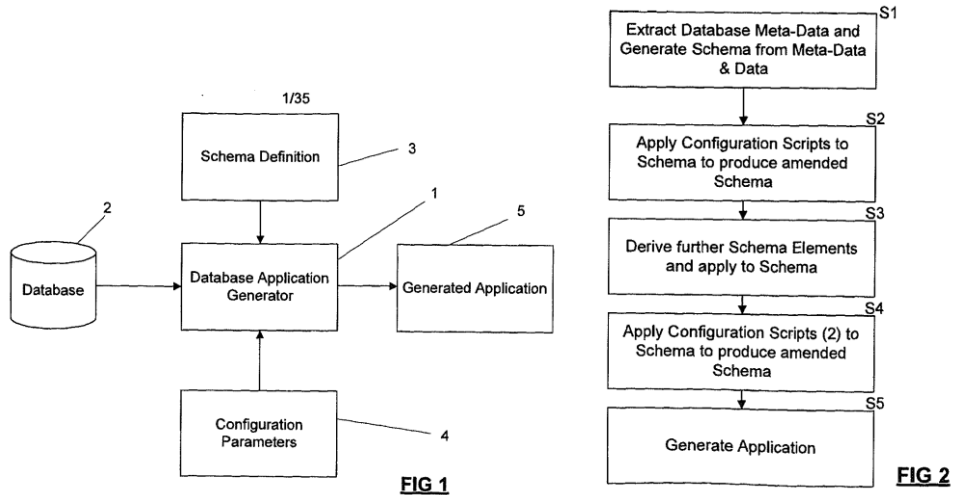 1/35
Schema Definition
3
2
Database
1
Database Application
Generator
5
Generated Application
Configuration
Parameters
4
FIG 1
S1
Extract Database Meta-Data and
Generate Schema from Meta-Data
& Data
S2
Apply Configuration Scripts to
Schema to produce amended
Schema
S3
Derive further Schema Elements
and apply to Schema
S4
Apply Configuration Scripts (2) to
Schema to produce amended
Schema
S5
Generate Application
FIG 2